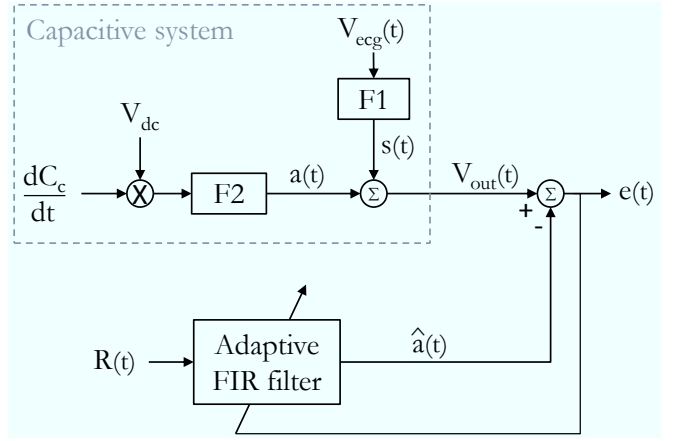 Capacitive system
V_ecg(t)
F1
s(t)
V_dc
dC_c
dt
X
F2
a(t)
Σ
V_out(t)
Σ
e(t)
+
-
R(t)
Adaptive
FIR filter
â(t)